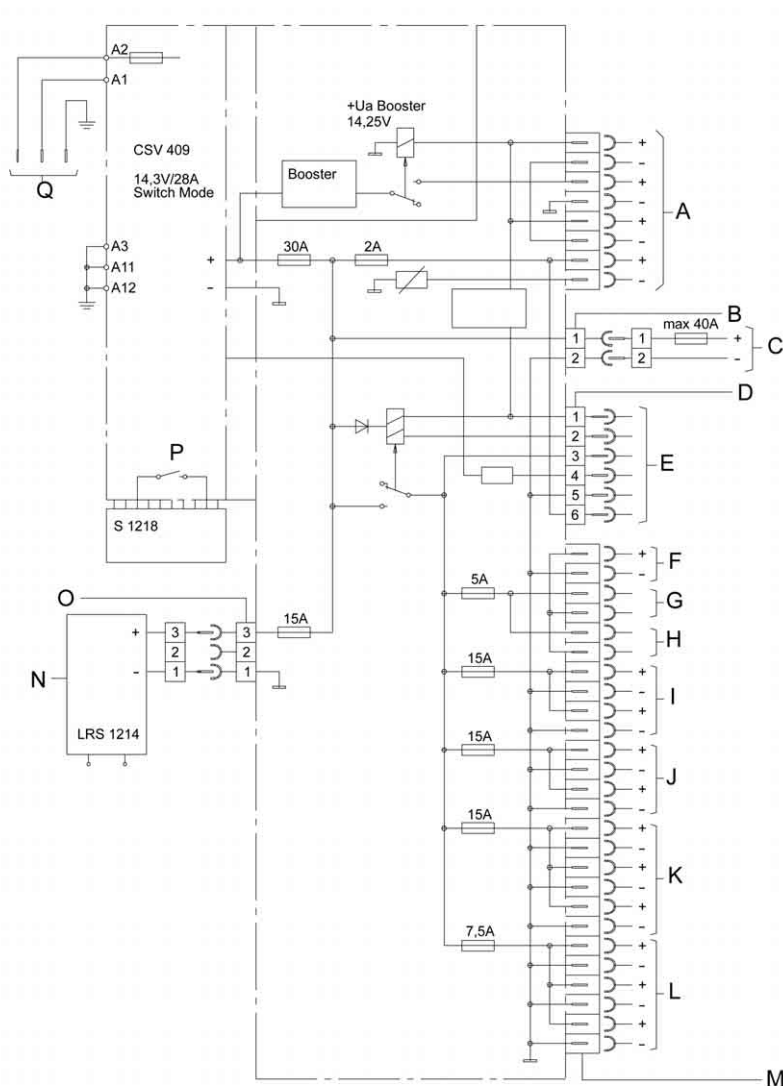 A2
A1
CSV 409
14,3V/28A
Switch Mode
Q
A3
A11
A12
+
-
+Ua Booster
14,25V
Booster
30A
2A
+
-
+
-
+
-
+
-
A
B
1
2
1
2
max 40A
+
-
C
D
1
2
3
4
5
6
E
P
S 1218
O
N
+
-
LRS 1214
3
2
1
3
2
1
15A
5A
15A
15A
15A
7,5A
+
-
F
+
+
G
H
+
-
+
-
I
+
-
+
-
J
+
-
+
-
+
-
K
+
-
+
-
+
-
L
M